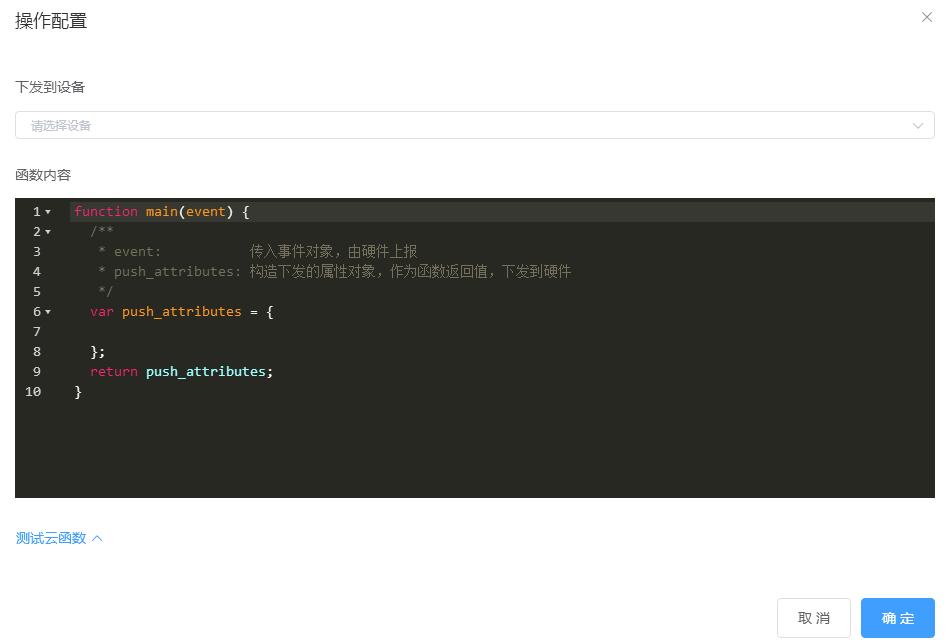 操作配置
下发到设备
请选择设备
函数内容
1 function main(event) {
2 /**
3 * event: 传入事件对象，由硬件上报
4 * push_attributes: 构造下发的属性对象，作为函数返回值，下发到硬件
5 */
6 var push_attributes = {
7
8 };
9 return push_attributes;
10 }
测试云函数
取 消
确 定